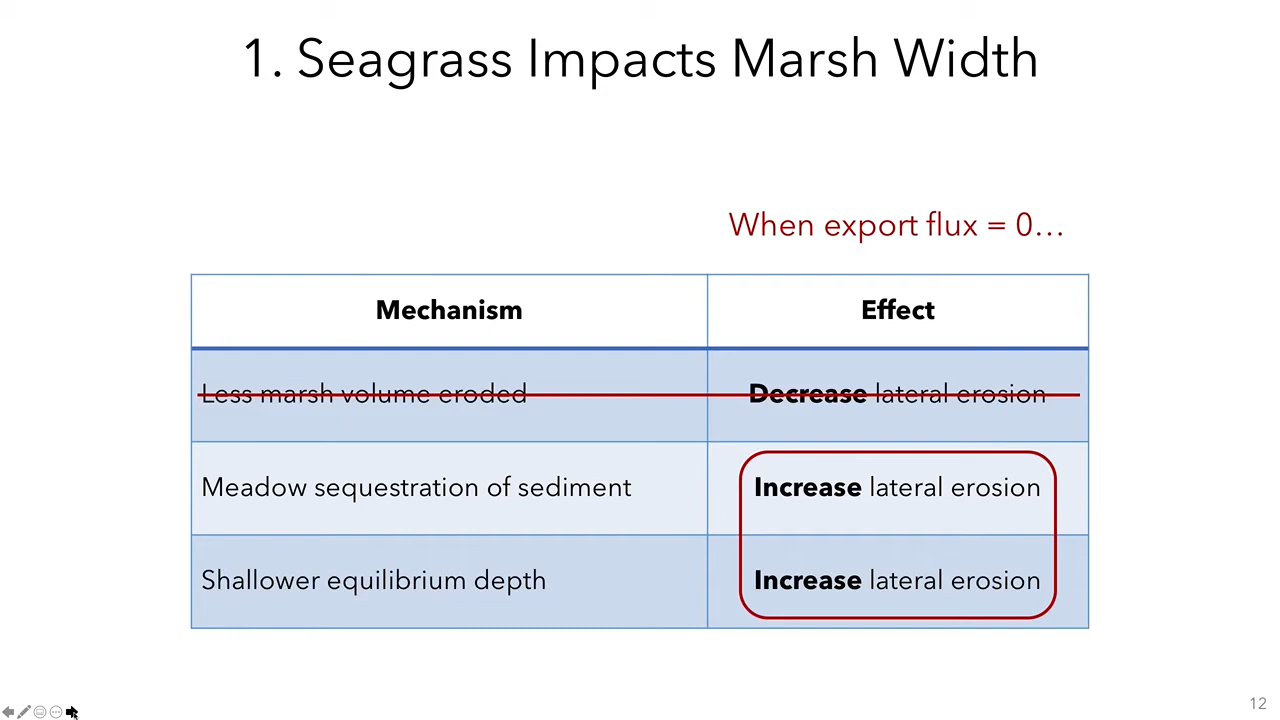 1. Seagrass Impacts Marsh Width
When export flux = 0…
Mechanism Effect
Less marsh volume eroded Decrease lateral erosion
Meadow sequestration of sediment Increase lateral erosion
Shallower equilibrium depth Increase lateral erosion
12